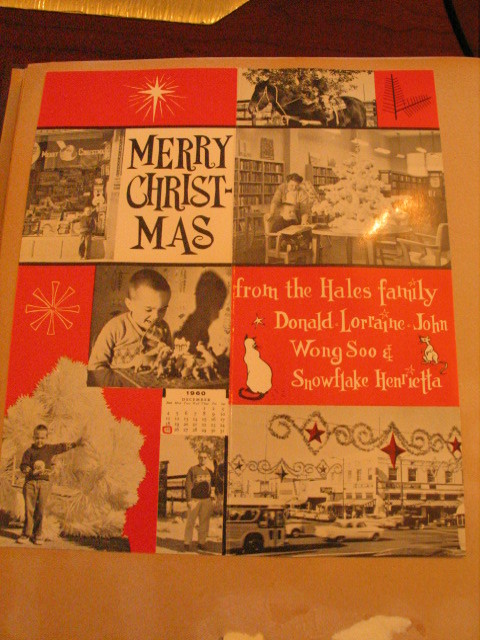 MERRY
CHRIST-
MAS
from the Hales family
Donald · Lorraine · John
Wong Soo &
Snowflake Henrietta
1960
DECEMBER